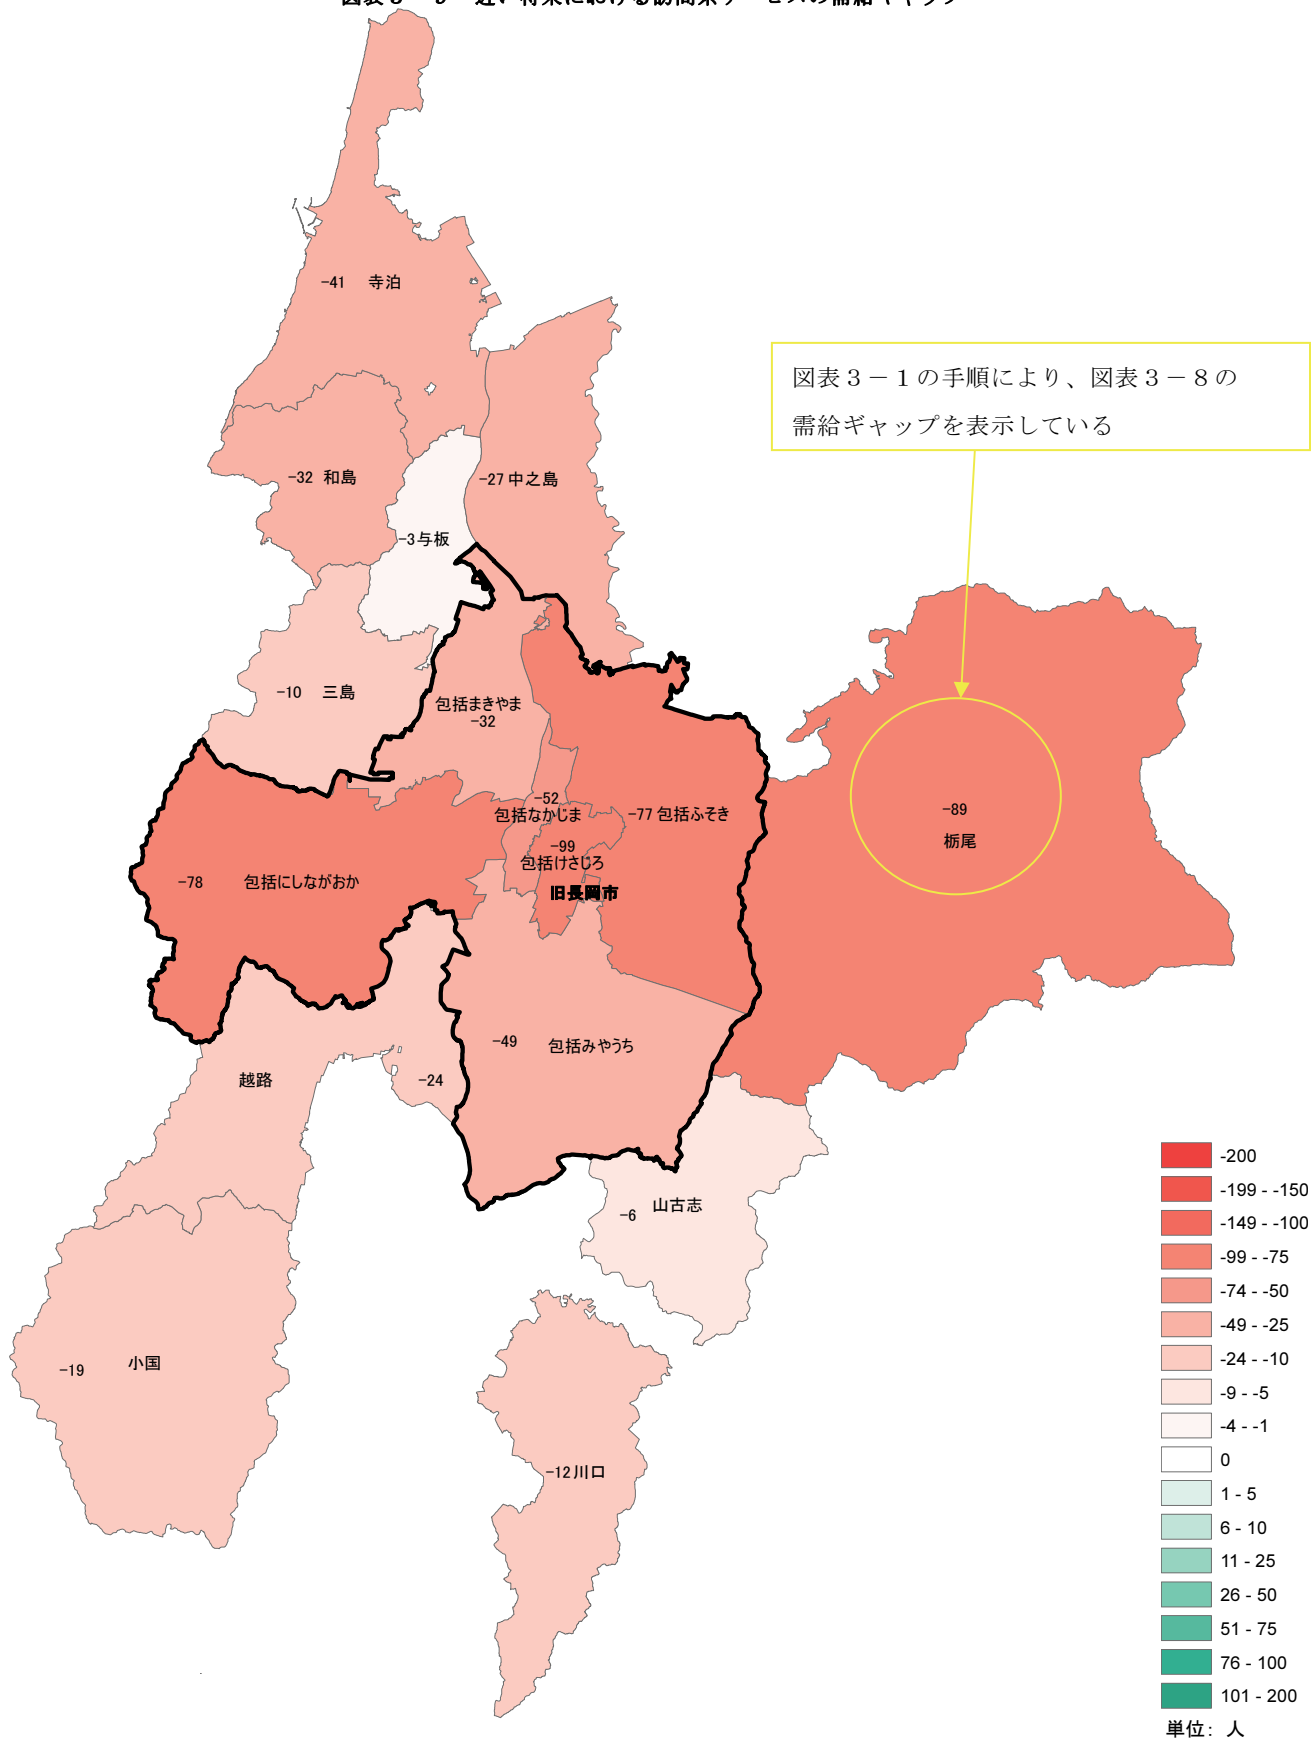 -41 寺泊
図表３－１の手順により、図表３－８の
需給ギャップを表示している
-32 和島
-27 中之島
-3 与板
-10 三島
包括まきやま
-32
-52
包括なかじま
-77 包括ふそき
-99
包括けさじろ
-89
栃尾
-78 包括にしながおか
旧長岡市
-49 包括みやうち
越路
-24
-6 山古志
-19 小国
-12 川口
-200
-199 - -150
-149 - -100
-99 - -75
-74 - -50
-49 - -25
-24 - -10
-9 - -5
-4 - -1
0
1 - 5
6 - 10
11 - 25
26 - 50
51 - 75
76 - 100
101 - 200
単位: 人